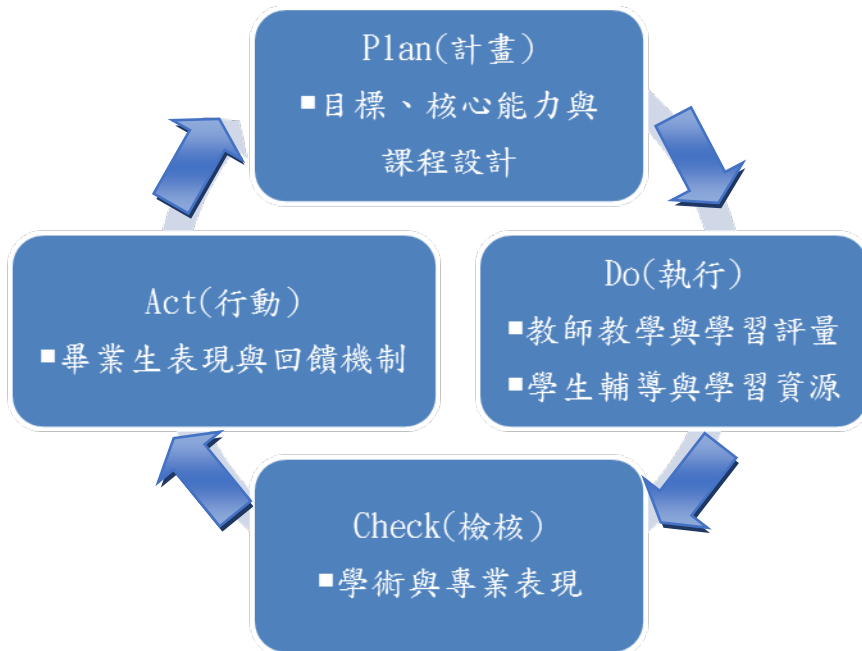 Plan(計畫)
▪目標、核心能力與
課程設計
Do(執行)
▪教師教學與學習評量
▪學生輔導與學習資源
Check(檢核)
▪學術與專業表現
Act(行動)
▪畢業生表現與回饋機制